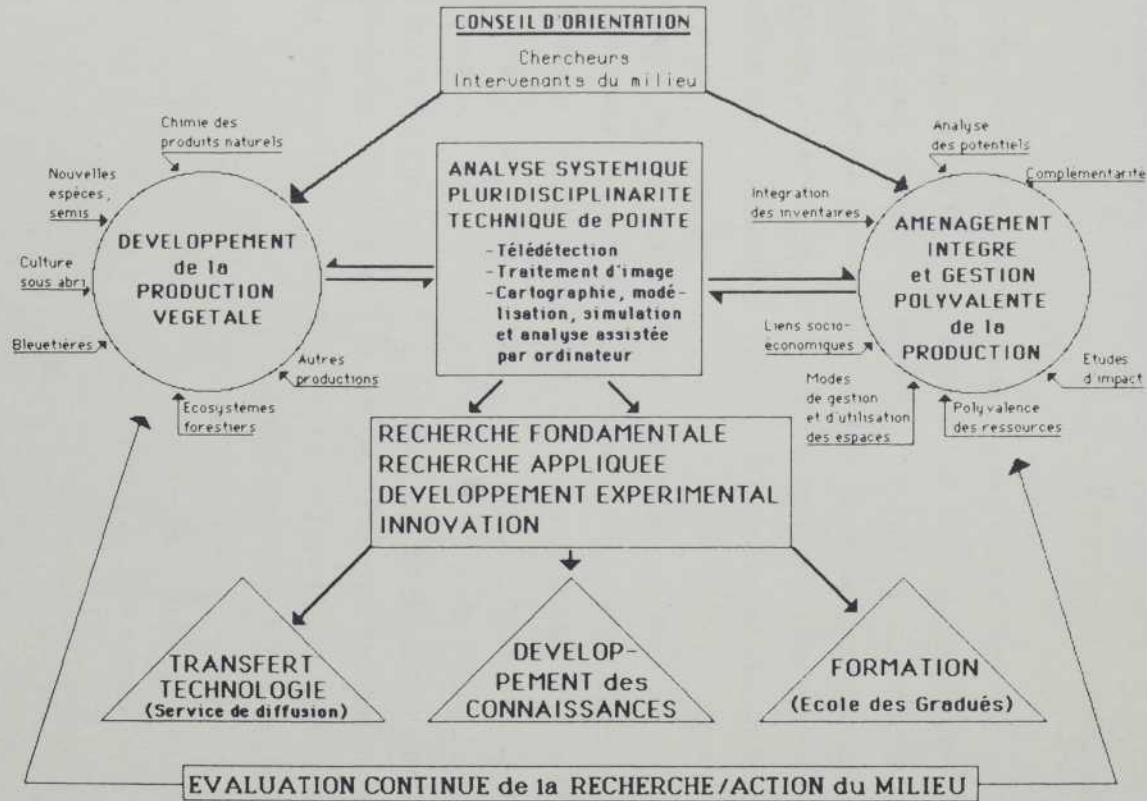 CONSEIL D'ORIENTATION
Chercheurs
Intervenants du milieu
Chimie des
produits naturels
Nouvelles
espèces,
semis
Culture
sous abri
Bleuetières
Ecosystèmes
forestiers
Autres
productions
DEVELOPPEMENT
de la
PRODUCTION
VEGETALE
ANALYSE SYSTEMIQUE
PLURIDISCIPLINARITE
TECHNIQUE de POINTE
-Télédétection
-Traitement d'image
-Cartographie, modé-
lisation, simulation
et analyse assistée
par ordinateur
Analyse
des potentiels
Complémentarité
Intégration
des inventaires
AMENAGEMENT
INTEGRE
et GESTION
POLYVALENTE
de la
PRODUCTION
Liens socio-
économiques
Modes
de gestion
et d'utilisation
des espaces
Polyvalence
des ressources
Etudes
d'impact
RECHERCHE FONDAMENTALE
RECHERCHE APPLIQUEE
DEVELOPPEMENT EXPERIMENTAL
INNOVATION
TRANSFERT
TECHNOLOGIE
(Service de diffusion)
DEVELOP-
PEMENT des
CONNAISSANCES
FORMATION
(Ecole des Gradués)
EVALUATION CONTINUE de la RECHERCHE/ACTION du MILIEU